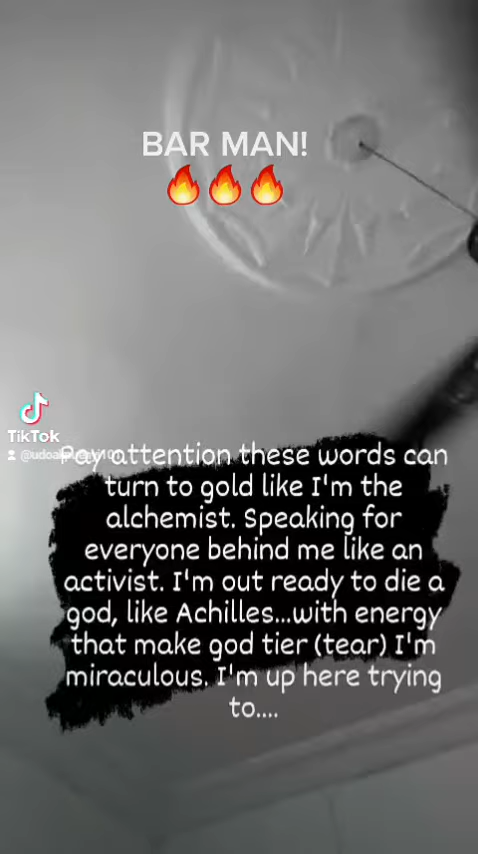 BAR MAN!
🔥🔥🔥
TikTok
Pay attention these words can
turn to gold like I'm the
alchemist. Speaking for
everyone behind me like an
activist. I'm out ready to die a
god, like Achilles...with energy
that make god tier (tear) I'm
miraculous. I'm up here trying
to....